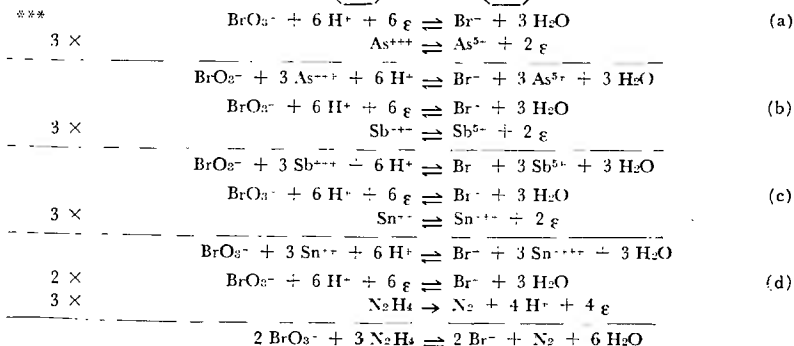 ***
BrO₃⁻ + 6 H⁺ + 6 ε ⇌ Br⁻ + 3 H₂O (a)
3 × As⁺⁺⁺ ⇌ As⁵⁺ + 2 ε
BrO₃⁻ + 3 As⁺⁺⁺ + 6 H⁺ ⇌ Br⁻ + 3 As⁵⁺ + 3 H₂O
BrO₃⁻ + 6 H⁺ + 6 ε ⇌ Br⁻ + 3 H₂O (b)
3 × Sb⁺⁺⁺ ⇌ Sb⁵⁺ + 2 ε
BrO₃⁻ + 3 Sb⁺⁺⁺ + 6 H⁺ ⇌ Br + 3 Sb⁵⁺ + 3 H₂O
BrO₃⁻ + 6 H⁺ + 6 ε ⇌ Br⁻ + 3 H₂O (c)
3 × Sn⁺⁺ ⇌ Sn⁺⁺⁺⁺ + 2 ε
BrO₃⁻ + 3 Sn⁺⁺ + 6 H⁺ ⇌ Br⁻ + 3 Sn⁺⁺⁺⁺ + 3 H₂O
2 × BrO₃⁻ + 6 H⁺ + 6 ε ⇌ Br⁻ + 3 H₂O (d)
3 × N₂H₄ → N₂ + 4 H⁺ + 4 ε
2 BrO₃⁻ + 3 N₂H₄ ⇌ 2 Br⁻ + N₂ + 6 H₂O